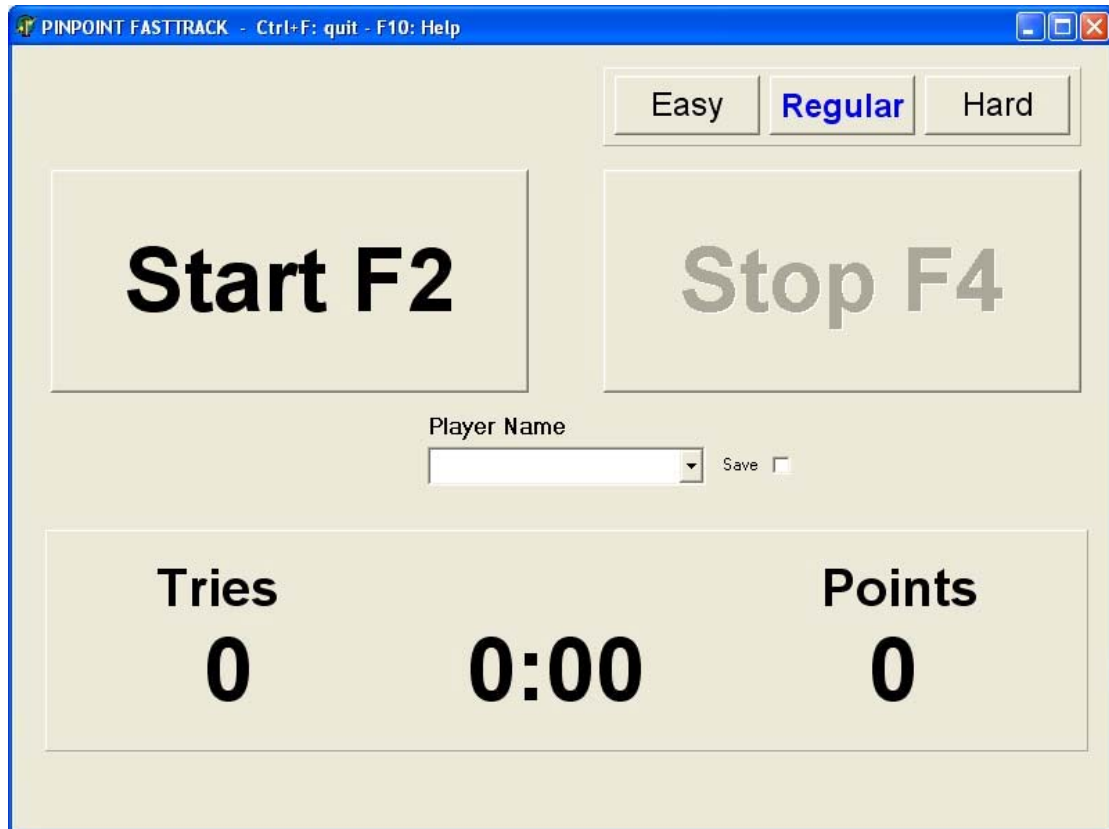 PINPOINT FASTTRACK - Ctrl+F: quit - F10: Help
Easy Regular Hard
Start F2 Stop F4
Player Name
Save
Tries Points
0 0:00 0